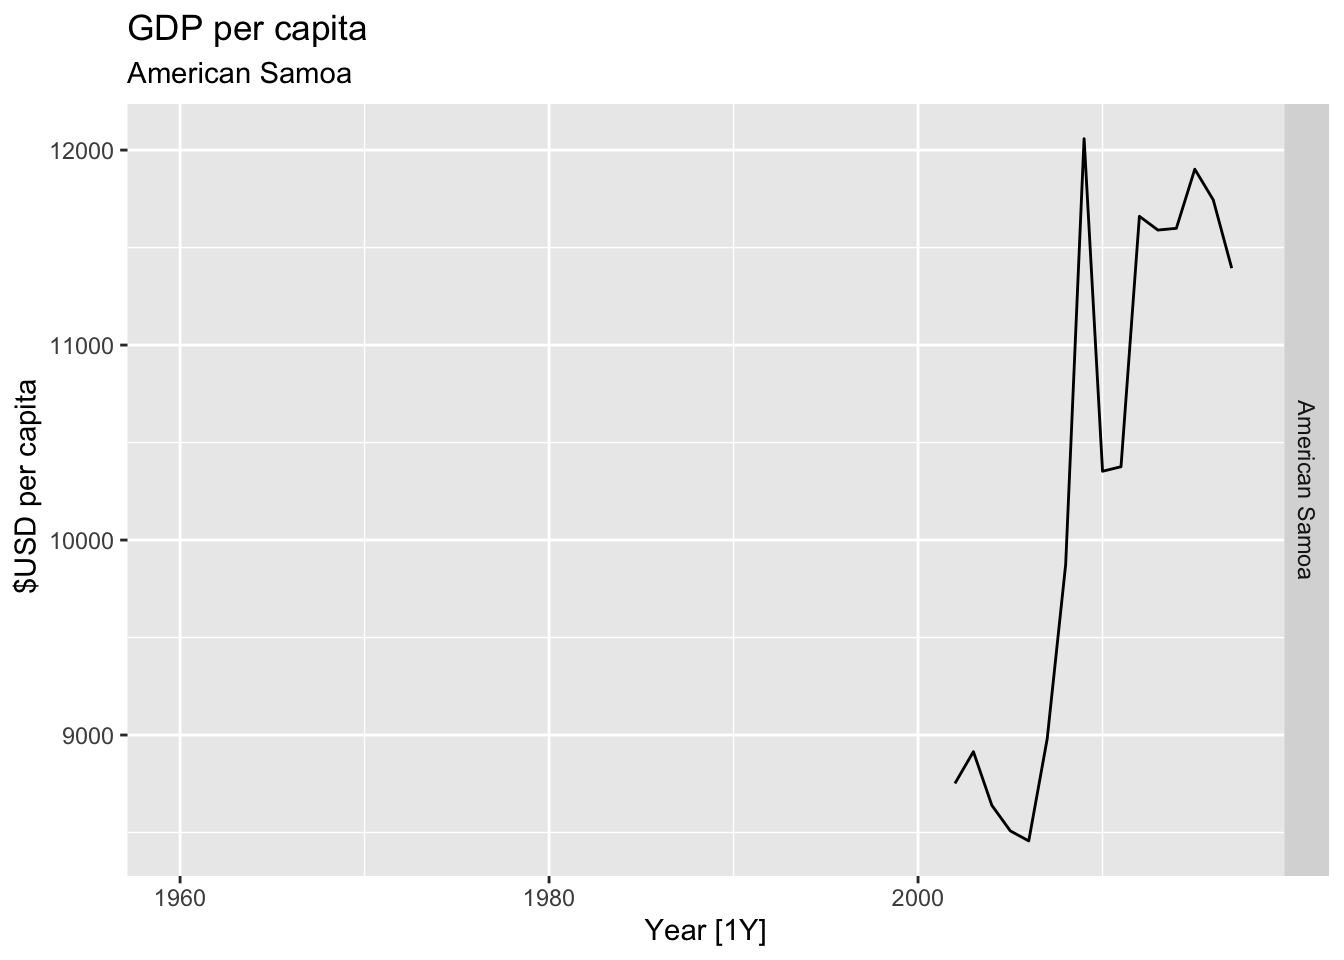 GDP per capita
American Samoa
12000
11000
10000
9000
$USD per capita
American Samoa
1960
1980
2000
Year [1Y]